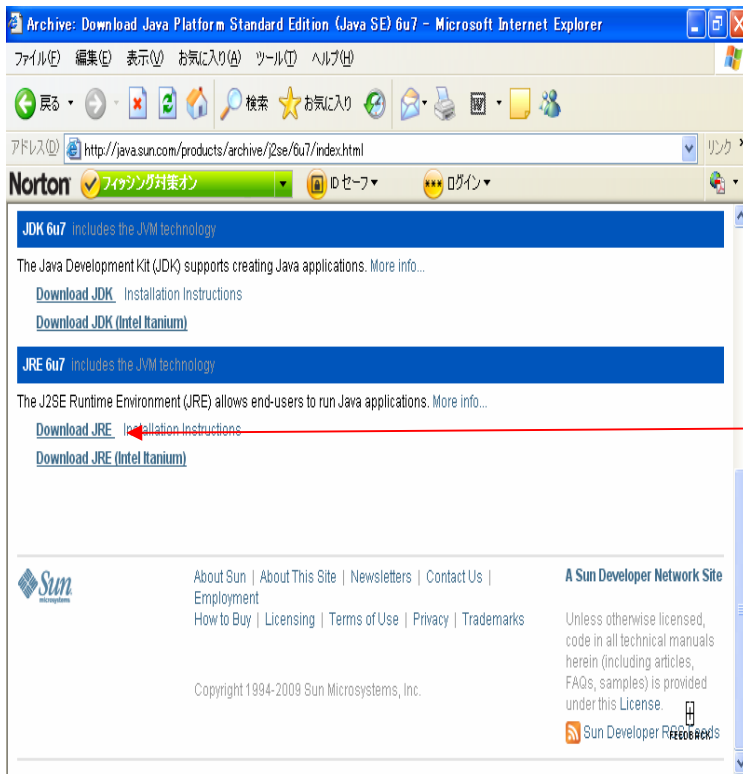 Archive: Download Java Platform Standard Edition (Java SE) 6u7 - Microsoft Internet Explorer
ファイル(F) 編集(E) 表示(V) お気に入り(A) ツール(T) ヘルプ(H)
戻る 検索 お気に入り
アドレス(D) http://java.sun.com/products/archive/j2se/6u7/index.html リンク
Norton フィッシング対策オン ID セーフ ログイン
JDK 6u7 includes the JVM technology
The Java Development Kit (JDK) supports creating Java applications. More info...
Download JDK Installation Instructions
Download JDK (Intel Itanium)
JRE 6u7 includes the JVM technology
The J2SE Runtime Environment (JRE) allows end-users to run Java applications. More info...
Download JRE Installation Instructions
Download JRE (Intel Itanium)
Sun
microsystems
About Sun | About This Site | Newsletters | Contact Us |
Employment
How to Buy | Licensing | Terms of Use | Privacy | Trademarks
Copyright 1994-2009 Sun Microsystems, Inc.
A Sun Developer Network Site
Unless otherwise licensed,
code in all technical manuals
herein (including articles,
FAQs, samples) is provided
under this License.
[+]
FEEDBACK
Sun Developer RSS Feeds